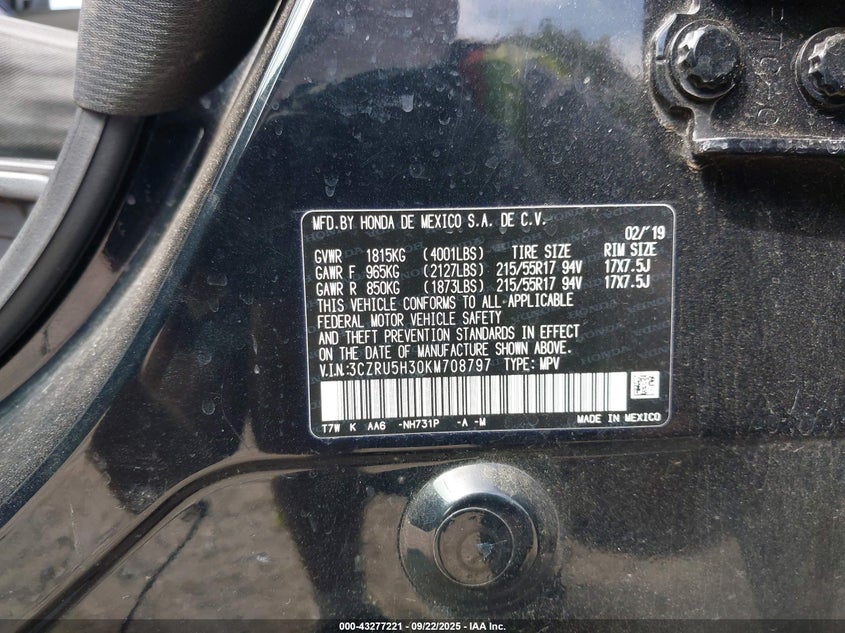 MFD.BY HONDA DE MEXICO S.A. DE C.V.
02/'19
GVWR 1815KG (4001LBS) TIRE SIZE RIM SIZE
GAWR F 965KG (2127LBS) 215/55R17 94V 17X7.5J
GAWR R 850KG (1873LBS) 215/55R17 94V 17X7.5J
THIS VEHICLE CONFORMS TO ALL APPLICABLE
FEDERAL MOTOR VEHICLE SAFETY
AND THEFT PREVENTION STANDARDS IN EFFECT
ON THE DATE OF MANUFACTURE SHOWN ABOVE.
V.I.N.:3CZRU5H30KM708797 TYPE: MPV
T7W K AA6 -NH731P -A -M
MADE IN MEXICO
000-43277221 - 09/22/2025 - IAA Inc.